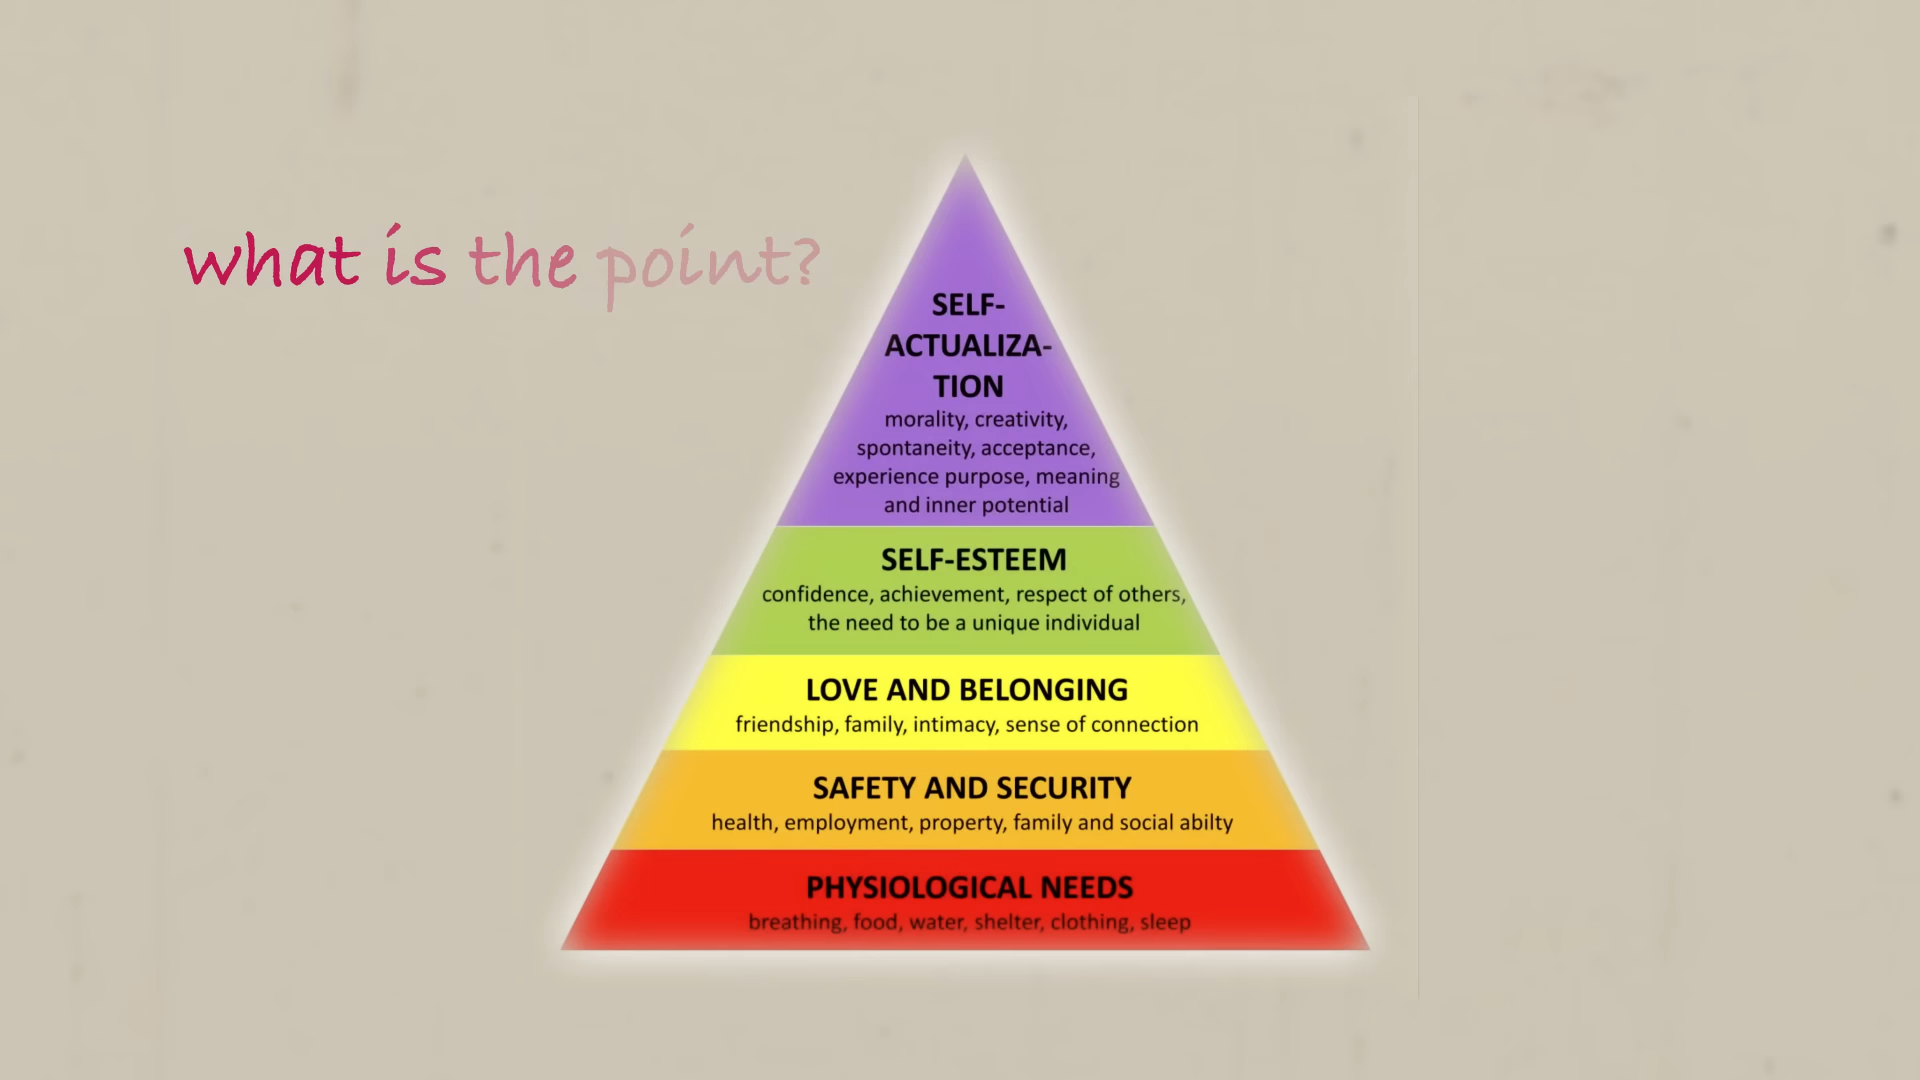 what is the point?
SELF-
ACTUALIZA-
TION
morality, creativity,
spontaneity, acceptance,
experience purpose, meaning
and inner potential
SELF-ESTEEM
confidence, achievement, respect of others,
the need to be a unique individual
LOVE AND BELONGING
friendship, family, intimacy, sense of connection
SAFETY AND SECURITY
health, employment, property, family and social abilty
PHYSIOLOGICAL NEEDS
breathing, food, water, shelter, clothing, sleep